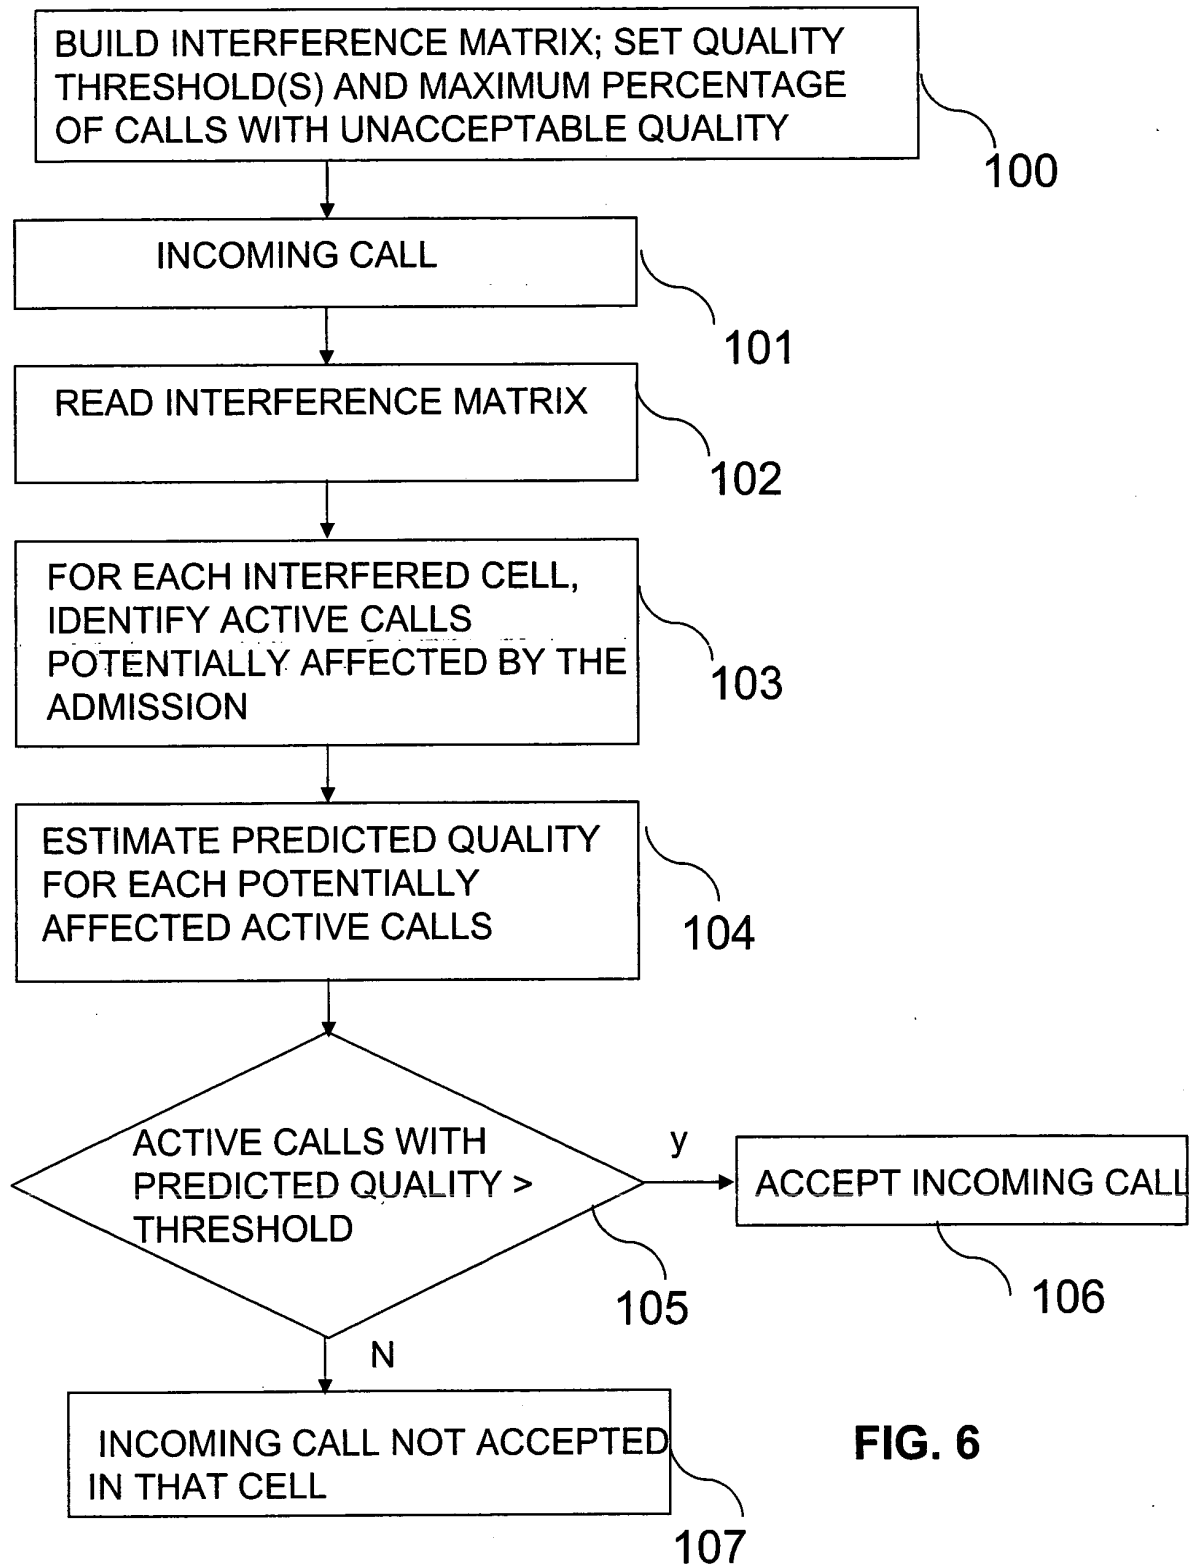 BUILD INTERFERENCE MATRIX; SET QUALITY
THRESHOLD(S) AND MAXIMUM PERCENTAGE
OF CALLS WITH UNACCEPTABLE QUALITY
100
INCOMING CALL
101
READ INTERFERENCE MATRIX
102
FOR EACH INTERFERED CELL,
IDENTIFY ACTIVE CALLS
POTENTIALLY AFFECTED BY THE
ADMISSION
103
ESTIMATE PREDICTED QUALITY
FOR EACH POTENTIALLY
AFFECTED ACTIVE CALLS
104
ACTIVE CALLS WITH
PREDICTED QUALITY >
THRESHOLD
105
y
ACCEPT INCOMING CALL
106
N
INCOMING CALL NOT ACCEPTED
IN THAT CELL
107
FIG. 6